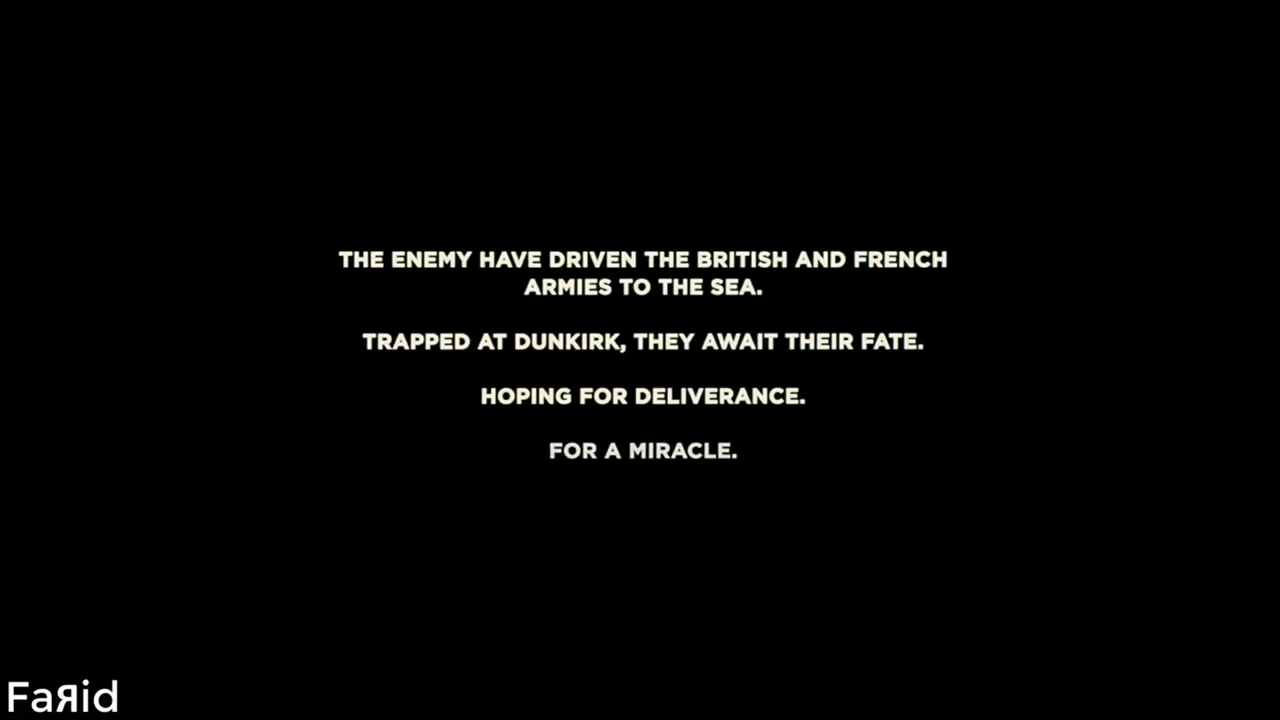 THE ENEMY HAVE DRIVEN THE BRITISH AND FRENCH
ARMIES TO THE SEA.
TRAPPED AT DUNKIRK, THEY AWAIT THEIR FATE.
HOPING FOR DELIVERANCE.
FOR A MIRACLE.
FaЯid